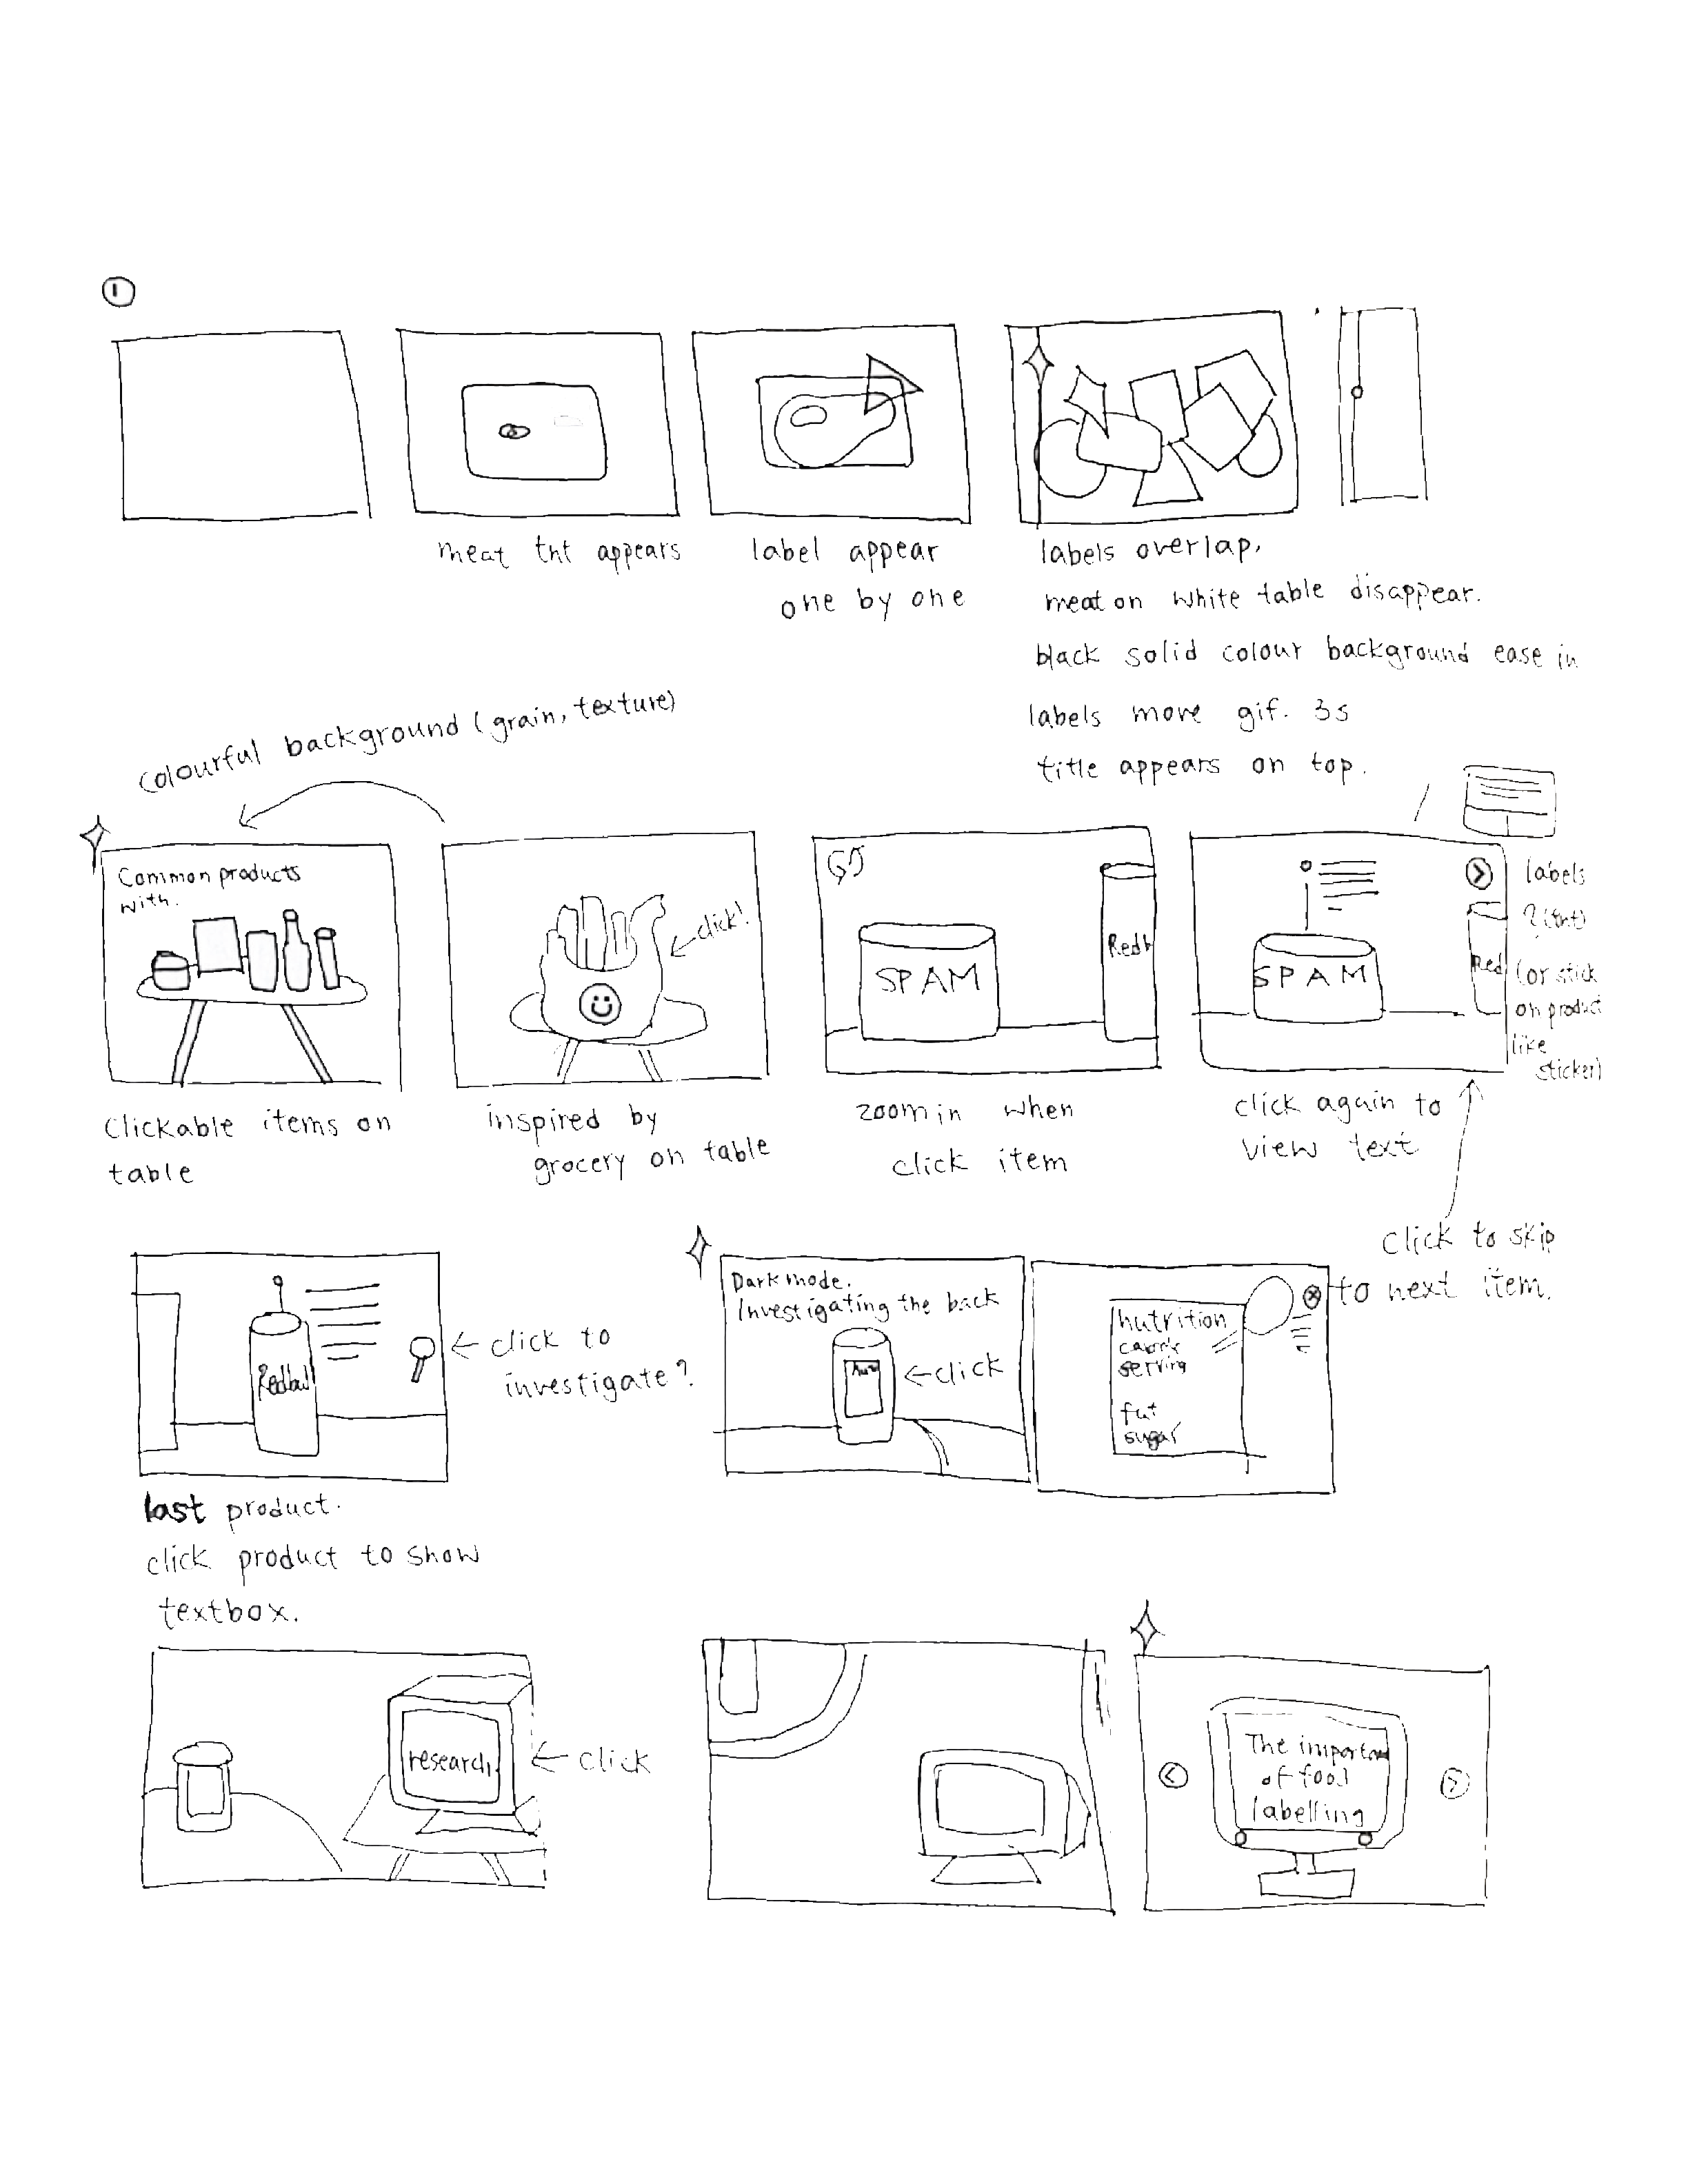 1
meat tnt appears
label appear
one by one
labels overlap,
meat on white table disappear.
black solid colour background ease in
labels move gif. 3s
title appears on top.
colourful background (grain, texture)
Common products
with.
click!
SPAM
Redb
SPAM
Red
labels
? (tnt)
(or stick
on product
like
sticker)
clickable items on
table
inspired by
grocery on table
zoom in when
click item
click again to
view text
click to skip
to next item.
Redbul
click to
investigate?
last product.
click product to show
textbox.
Dark mode.
Investigating the back
click
nutrition
serving
fat
sugar
research
click
The importa
of food
labelling